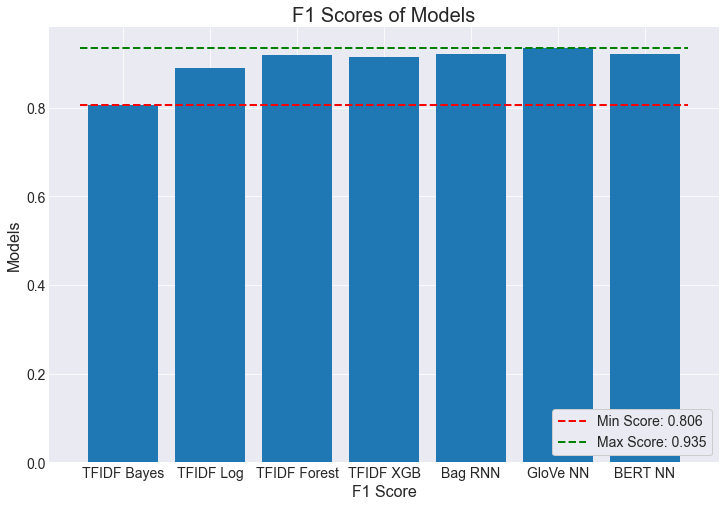 F1 Scores of Models
Models
0.8
0.6
0.4
0.2
0.0
Min Score: 0.806
Max Score: 0.935
TFIDF Bayes TFIDF Log TFIDF Forest TFIDF XGB Bag RNN GloVe NN BERT NN
F1 Score